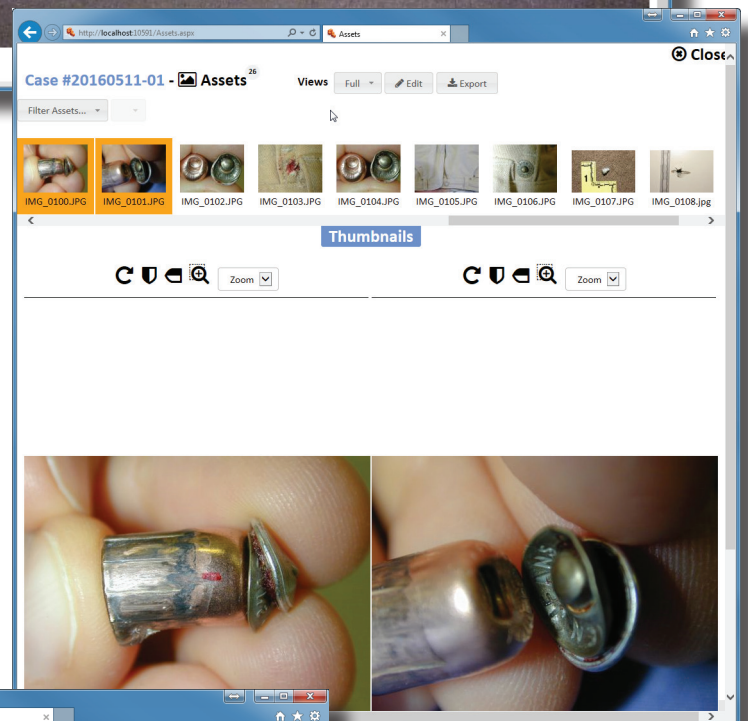 http://localhost:10591/Assets.aspx
Assets
Close
Case #20160511-01 - Assets 26
Views Full Edit Export
Filter Assets...
IMG_0100.JPG IMG_0101.JPG IMG_0102.JPG IMG_0103.JPG IMG_0104.JPG IMG_0105.JPG IMG_0106.JPG IMG_0107.JPG IMG_0108.jpg
Thumbnails
Zoom Zoom